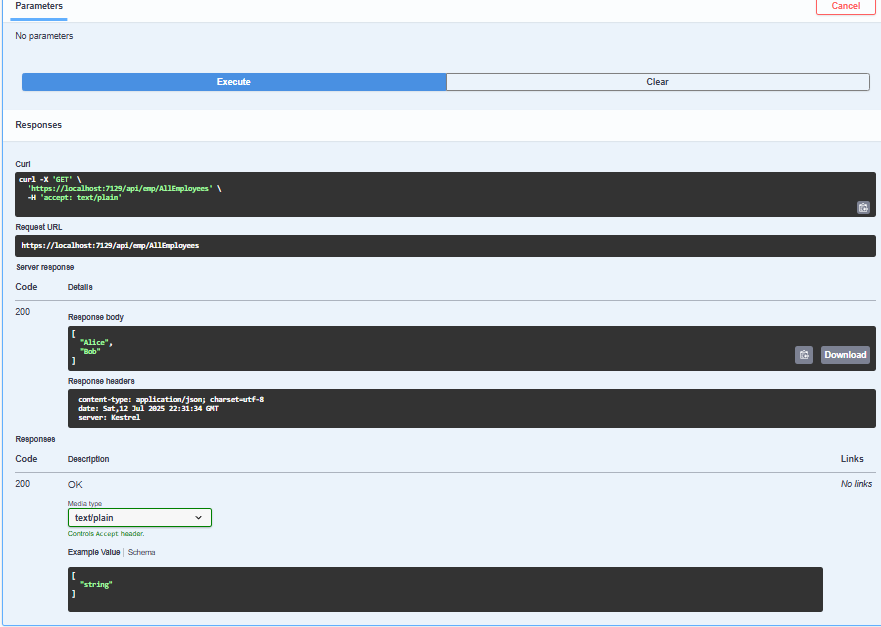 Parameters
Cancel
No parameters
Execute
Clear
Responses
Curl
curl -X 'GET' \
  'https://localhost:7129/api/emp/AllEmployees' \
  -H 'accept: text/plain'
Request URL
https://localhost:7129/api/emp/AllEmployees
Server response
Code Details
200
Response body
[
  "Alice",
  "Bob"
]
Download
Response headers
content-type: application/json; charset=utf-8
date: Sat,12 Jul 2025 22:31:34 GMT
server: Kestrel
Responses
Code Description Links
200 OK No links
Media type
text/plain
Controls Accept header.
Example Value | Schema
[
  "string"
]